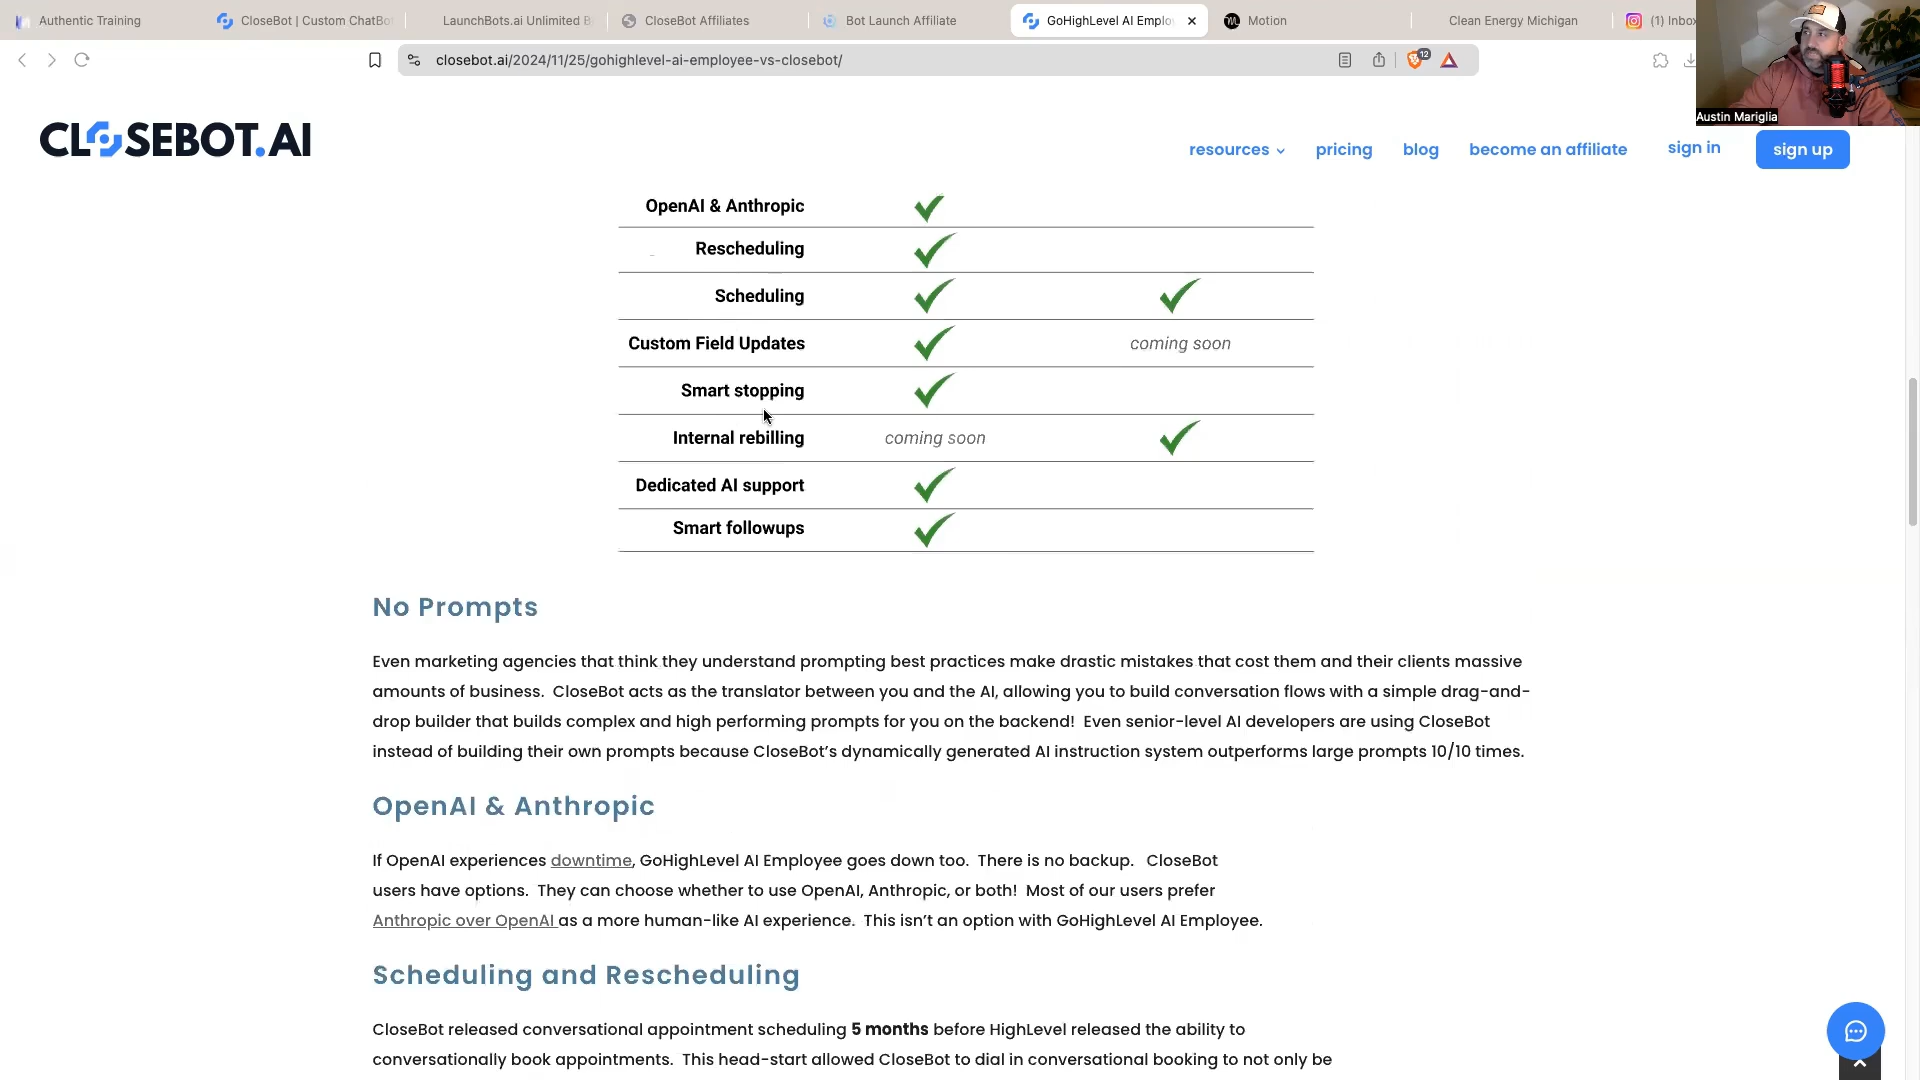 Authentic Training
CloseBot | Custom ChatBo
LaunchBots.ai Unlimited B
CloseBot Affiliates
Bot Launch Affiliate
GoHighLevel AI Emplo
Motion
Clean Energy Michigan
(1) Inbox
closebot.ai/2024/11/25/gohighlevel-ai-employee-vs-closebot/
12
Austin Mariglia
CLOSEBOT.AI
resources
pricing
blog
become an affiliate
sign in
sign up
OpenAI & Anthropic
Rescheduling
Scheduling
Custom Field Updates coming soon
Smart stopping
Internal rebilling coming soon
Dedicated AI support
Smart followups
No Prompts
Even marketing agencies that think they understand prompting best practices make drastic mistakes that cost them and their clients massive
amounts of business. CloseBot acts as the translator between you and the AI, allowing you to build conversation flows with a simple drag-and-
drop builder that builds complex and high performing prompts for you on the backend! Even senior-level AI developers are using CloseBot
instead of building their own prompts because CloseBot’s dynamically generated AI instruction system outperforms large prompts 10/10 times.
OpenAI & Anthropic
If OpenAI experiences downtime, GoHighLevel AI Employee goes down too. There is no backup. CloseBot
users have options. They can choose whether to use OpenAI, Anthropic, or both! Most of our users prefer
Anthropic over OpenAI as a more human-like AI experience. This isn’t an option with GoHighLevel AI Employee.
Scheduling and Rescheduling
CloseBot released conversational appointment scheduling 5 months before HighLevel released the ability to
conversationally book appointments. This head-start allowed CloseBot to dial in conversational booking to not only be